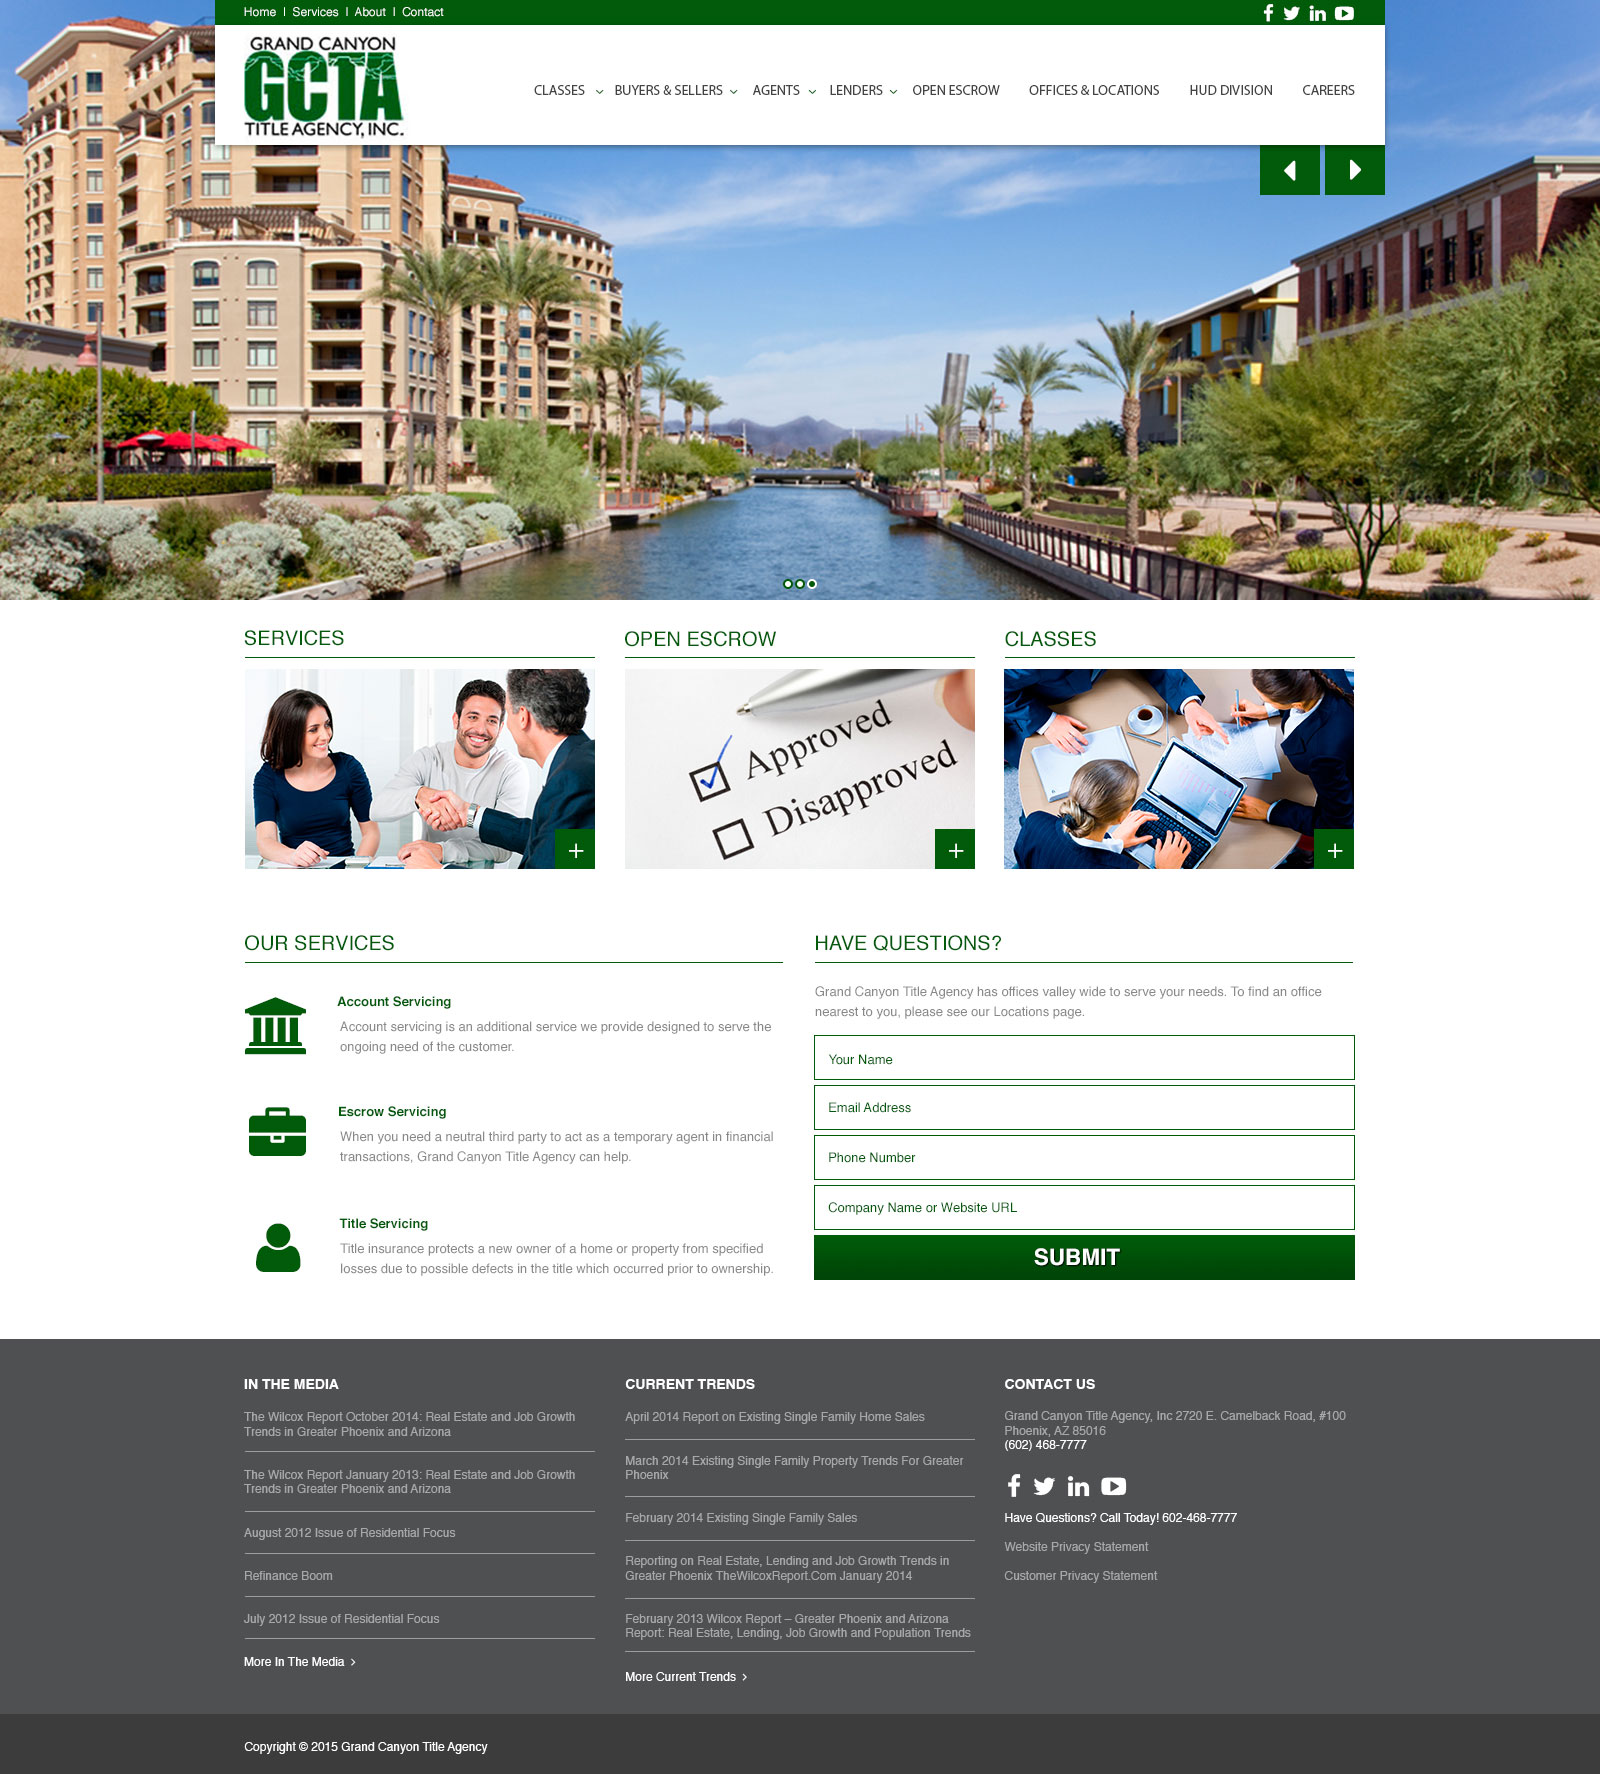 Home | Services | About | Contact
GRAND CANYON
GCTA
TITLE AGENCY, INC.
CLASSES BUYERS & SELLERS AGENTS LENDERS OPEN ESCROW OFFICES & LOCATIONS HUD DIVISION CAREERS
SERVICES
OPEN ESCROW
Approved
Disapproved
CLASSES
OUR SERVICES
Account Servicing
Account servicing is an additional service we provide designed to serve the
ongoing need of the customer.
Escrow Servicing
When you need a neutral third party to act as a temporary agent in financial
transactions, Grand Canyon Title Agency can help.
Title Servicing
Title insurance protects a new owner of a home or property from specified
losses due to possible defects in the title which occurred prior to ownership.
HAVE QUESTIONS?
Grand Canyon Title Agency has offices valley wide to serve your needs. To find an office
nearest to you, please see our Locations page.
Your Name
Email Address
Phone Number
Company Name or Website URL
SUBMIT
IN THE MEDIA
The Wilcox Report October 2014: Real Estate and Job Growth
Trends in Greater Phoenix and Arizona
The Wilcox Report January 2013: Real Estate and Job Growth
Trends in Greater Phoenix and Arizona
August 2012 Issue of Residential Focus
Refinance Boom
July 2012 Issue of Residential Focus
More In The Media >
CURRENT TRENDS
April 2014 Report on Existing Single Family Home Sales
March 2014 Existing Single Family Property Trends For Greater
Phoenix
February 2014 Existing Single Family Sales
Reporting on Real Estate, Lending and Job Growth Trends in
Greater Phoenix TheWilcoxReport.Com January 2014
February 2013 Wilcox Report – Greater Phoenix and Arizona
Report: Real Estate, Lending, Job Growth and Population Trends
More Current Trends >
CONTACT US
Grand Canyon Title Agency, Inc 2720 E. Camelback Road, #100
Phoenix, AZ 85016
(602) 468-7777
Have Questions? Call Today! 602-468-7777
Website Privacy Statement
Customer Privacy Statement
Copyright © 2015 Grand Canyon Title Agency